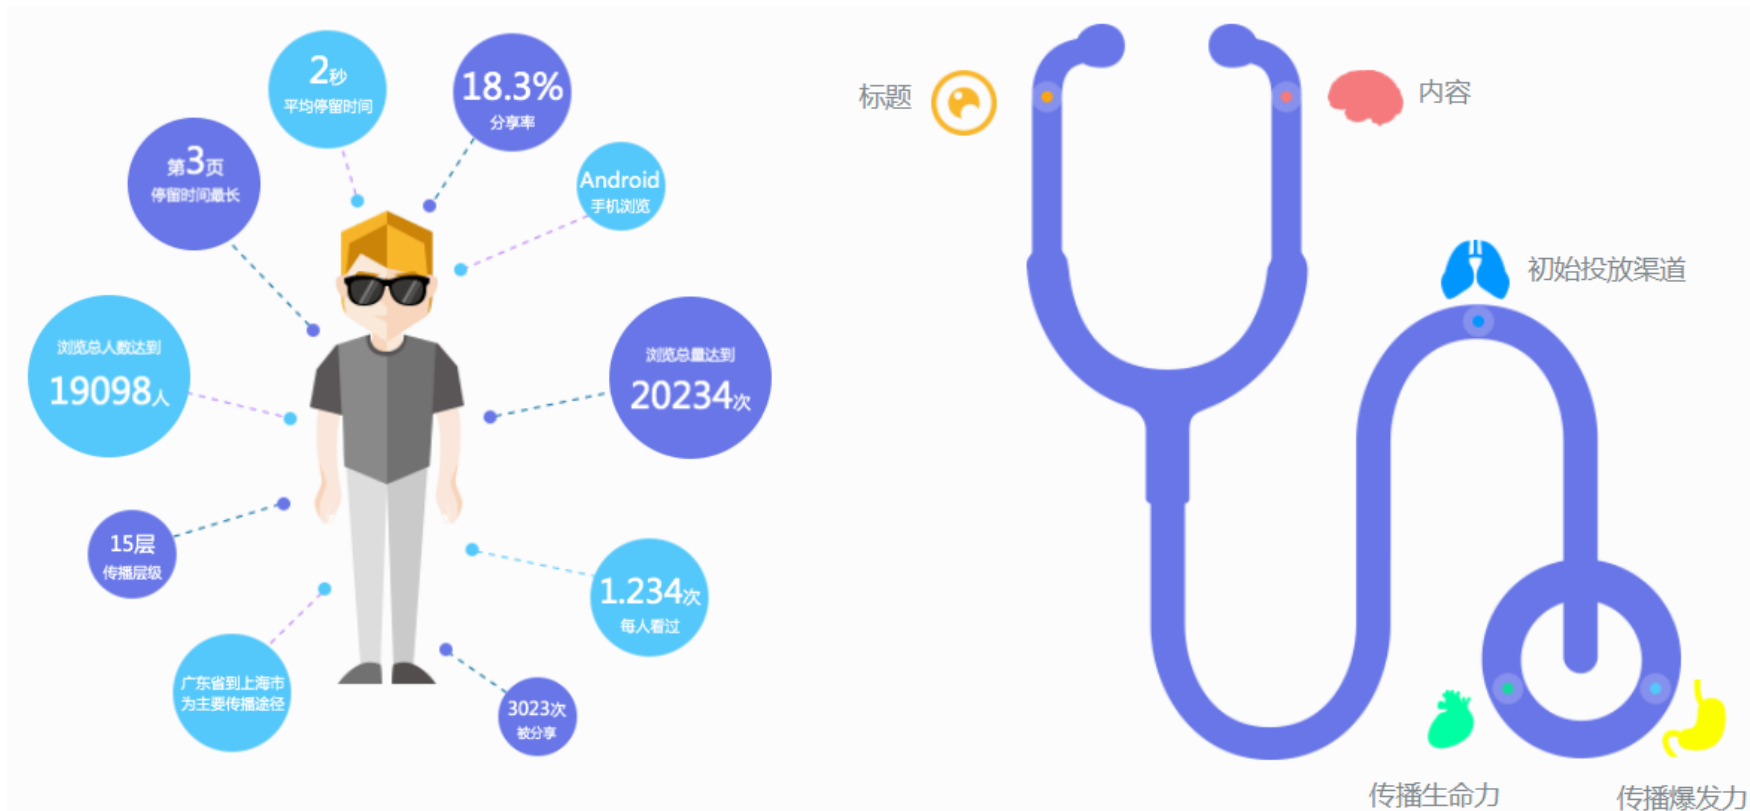 2秒
平均停留时间
18.3%
分享率
第3页
停留时间最长
Android
手机浏览
浏览总人数达到
19098人
浏览总量达到
20234次
15层
传播层级
1.234次
每人看过
广东省到上海市
为主要传播途径
3023次
被分享
标题
内容
初始投放渠道
传播生命力
传播爆发力